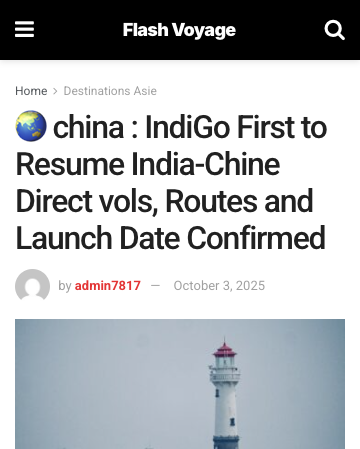 Flash Voyage
Home > Destinations Asie
🌏 china : IndiGo First to
Resume India-Chine
Direct vols, Routes and
Launch Date Confirmed
by admin7817 — October 3, 2025